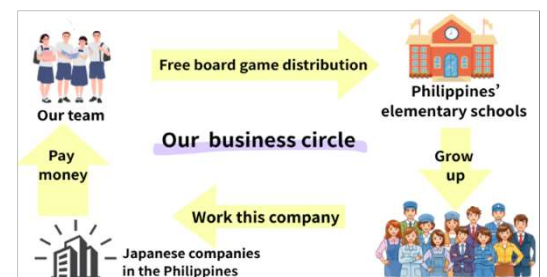 Free board game distribution
Our team
Philippines'
elementary schools
Our business circle
Pay
money
Grow
up
Work this company
Japanese companies
in the Philippines